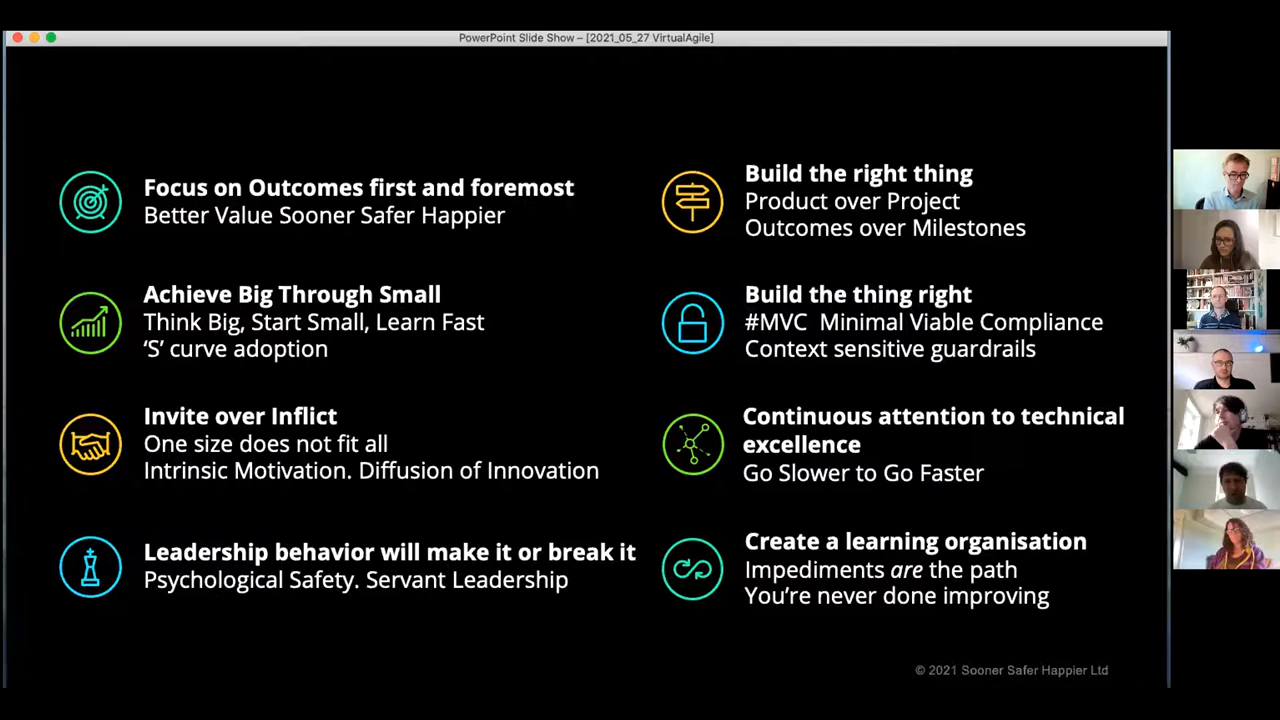 PowerPoint Slide Show – [2021_05_27 VirtualAgile]
Focus on Outcomes first and foremost
Better Value Sooner Safer Happier
Achieve Big Through Small
Think Big, Start Small, Learn Fast
‘S’ curve adoption
Invite over Inflict
One size does not fit all
Intrinsic Motivation. Diffusion of Innovation
Leadership behavior will make it or break it
Psychological Safety. Servant Leadership
Build the right thing
Product over Project
Outcomes over Milestones
Build the thing right
#MVC  Minimal Viable Compliance
Context sensitive guardrails
Continuous attention to technical
excellence
Go Slower to Go Faster
Create a learning organisation
Impediments are the path
You’re never done improving
© 2021 Sooner Safer Happier Ltd